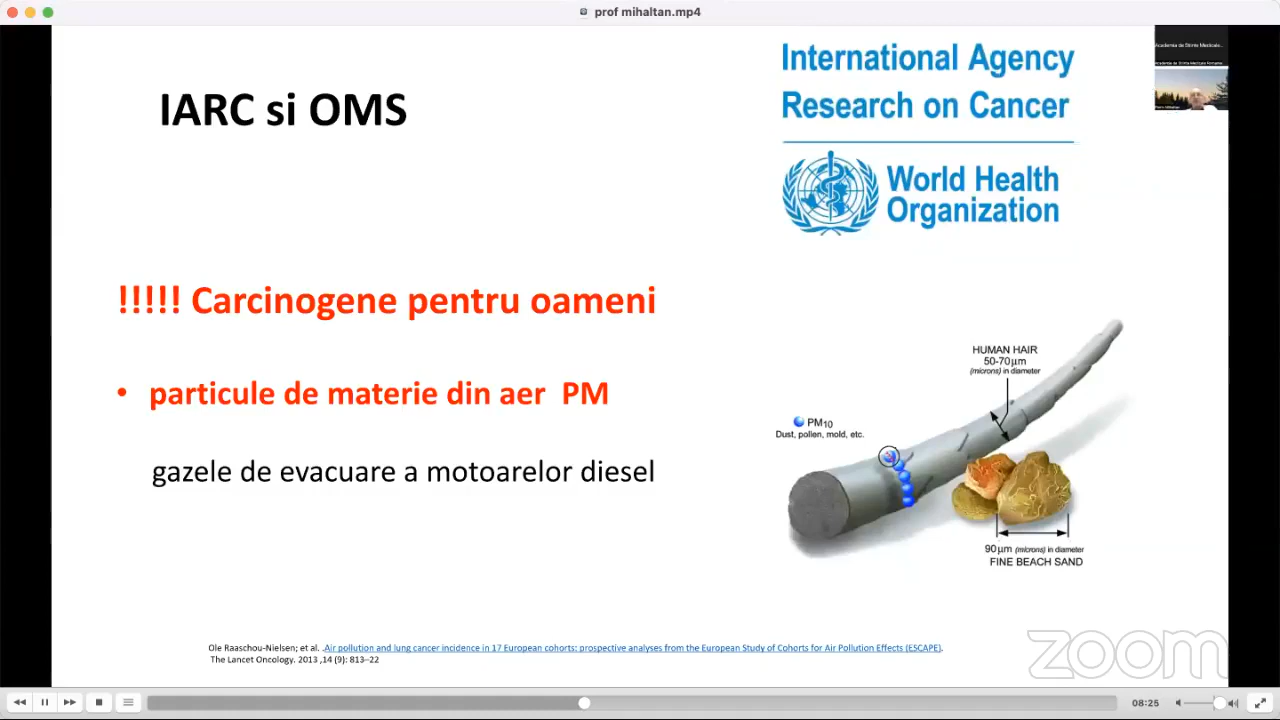 prof mihaltan.mp4
IARC si OMS
International Agency
Research on Cancer
World Health
Organization
!!!!! Carcinogene pentru oameni
• particule de materie din aer PM
gazele de evacuare a motoarelor diesel
HUMAN HAIR
50-70µm
(microns) in diameter
PM10
Dust, pollen, mold, etc.
90µm (microns) in diameter
FINE BEACH SAND
Ole Raaschou-Nielsen; et al. .Air pollution and lung cancer incidence in 17 European cohorts: prospective analyses from the European Study of Cohorts for Air Pollution Effects (ESCAPE).
The Lancet Oncology. 2013 ,14 (9): 813–22
zoom
08:25